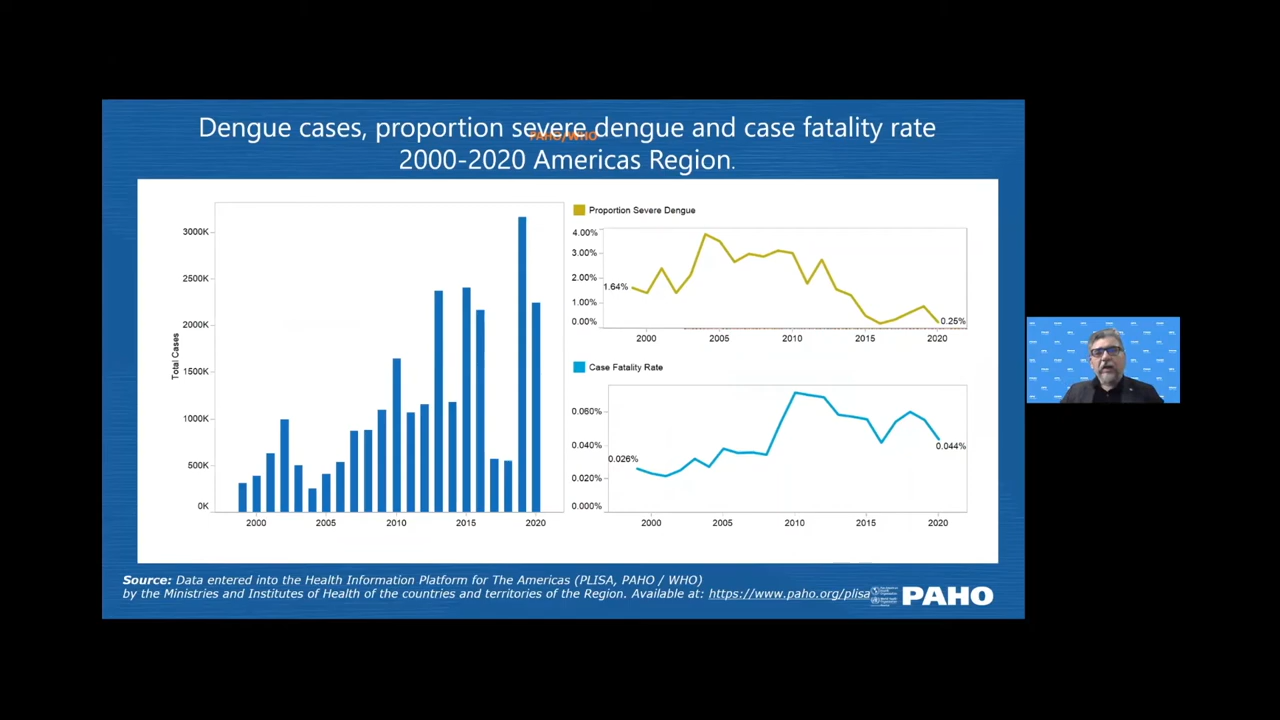 Dengue cases, proportion severe dengue and case fatality rate
PAHO/WHO
2000-2020 Americas Region.
Total Cases
3000K
2500K
2000K
1500K
1000K
500K
0K
2000 2005 2010 2015 2020
Proportion Severe Dengue
4.00%
3.00%
2.00%
1.64%
1.00%
0.00%
0.25%
2000 2005 2010 2015 2020
Case Fatality Rate
0.060%
0.040%
0.026%
0.020%
0.000%
0.044%
2000 2005 2010 2015 2020
Source: Data entered into the Health Information Platform for The Americas (PLISA, PAHO / WHO)
by the Ministries and Institutes of Health of the countries and territories of the Region. Available at: https://www.paho.org/plisa
PAHO